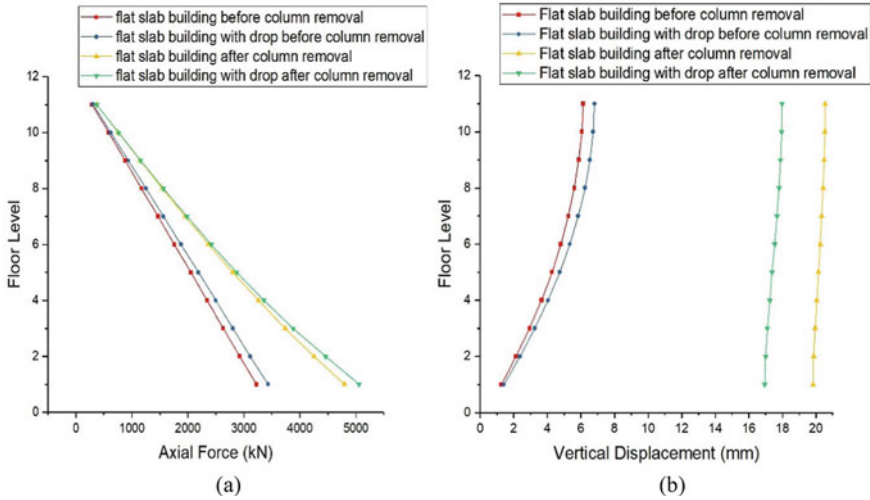 flat slab building before column removal
flat slab building with drop before column removal
flat slab building after column removal
flat slab building with drop after column removal
12
10
8
6
4
2
0
Floor Level
0
1000
2000
3000
4000
5000
Axial Force (kN)
(a)
Flat slab building before column removal
Flat slab building with drop before column removal
Flat slab building after column removal
Flat slab building with drop after column removal
12
10
8
6
4
2
0
Floor Level
0
2
4
6
8
10
12
14
16
18
20
Vertical Displacement (mm)
(b)